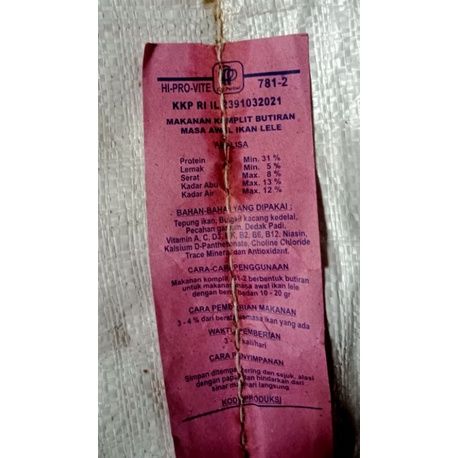 HI-PRO-VITE 781-2
KKP RI 2391032021
MAKANAN KOMPLIT BUTIRAN
MASA AWAL IKAN LELE
ANALISA
Protein Min. 31 %
Lemak Min. 5 %
Serat Max. 8 %
Kadar Abu Max. 13 %
Kadar Air Max. 12 %
BAHAN-BAHAN YANG DIPAKAI :
Tepung ikan, Bungkil kacang kedelai,
Pecahan gandum, Dedak Padi,
Vitamin A, C, D3, E, K, B2, B6, B12, Niasin,
Kalsium D-Panthetonate, Choline Chloride
Trace Mineral dan Antioxidant.
CARA-CARA PENGGUNAAN
Makanan komplit 781-2 berbentuk butiran
untuk makanan masa awal ikan lele
dengan berat badan 10 - 20 gr
CARA PEMBERIAN MAKANAN
3 - 4 % dari berat biomasa ikan yang ada
WAKTU PEMBERIAN
kali/hari
CARA PENYIMPANAN
Simpan ditempat kering dan sejuk, alasi
dengan papan dan hindarkan dari
sinar matahari langsung
KODE PRODUKSI